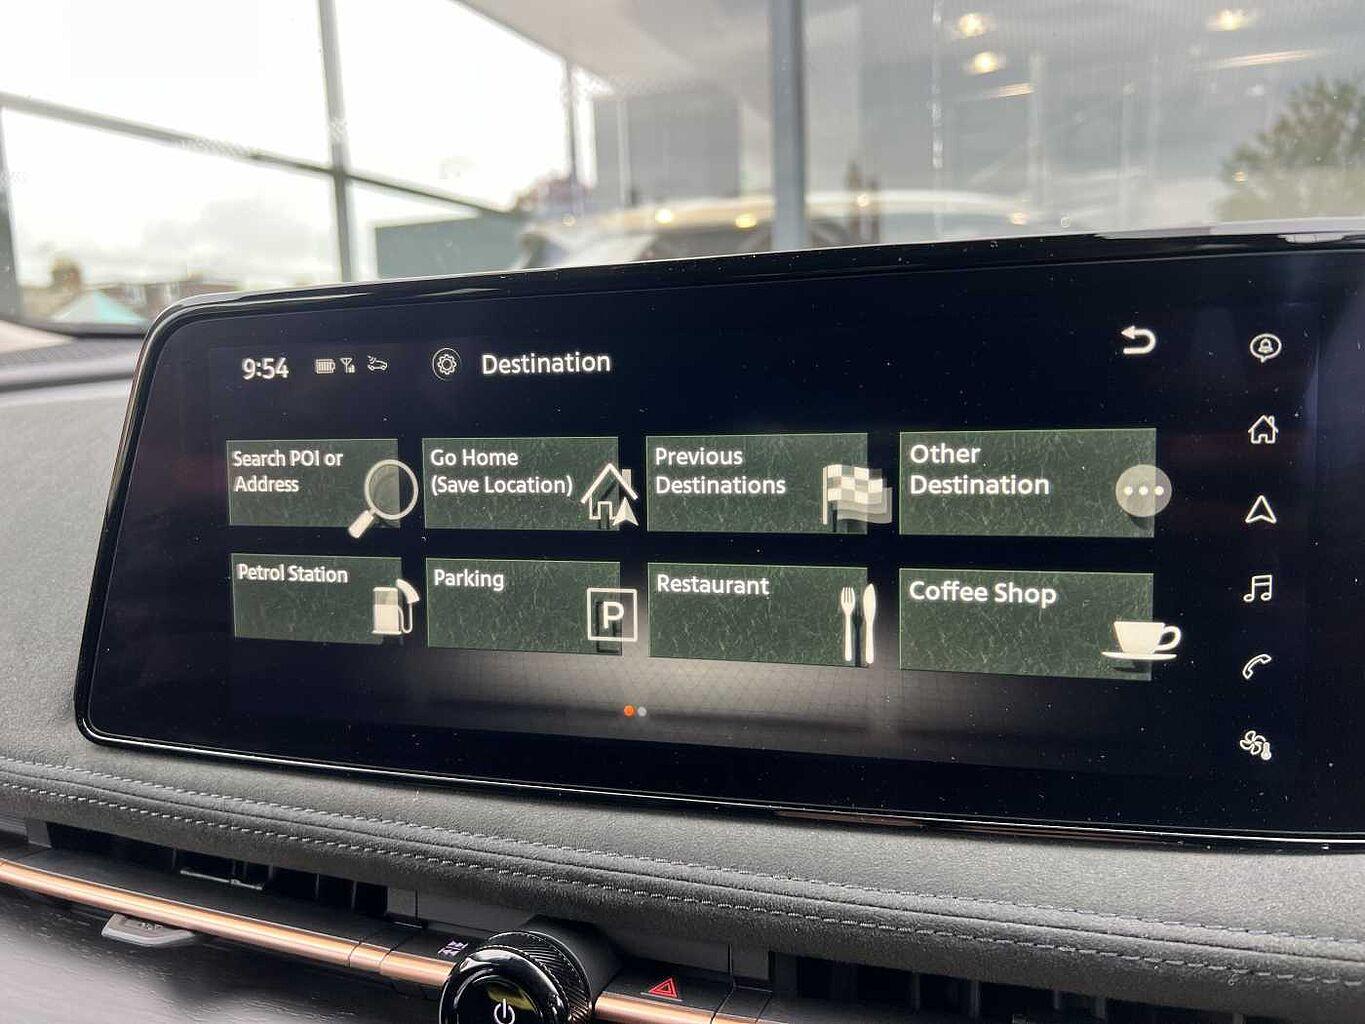 9:54
Destination
Search POI or
Address
Go Home
(Save Location)
Previous
Destinations
Other
Destination
Petrol Station
Parking
P
Restaurant
Coffee Shop